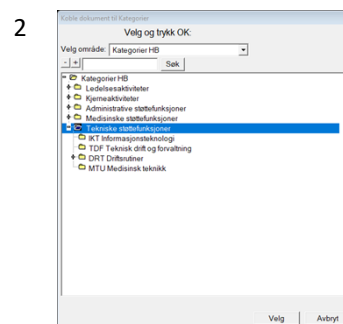 2
Koble dokument til Kategorier
Velg og trykk OK:
Velg område: Kategorier HB
- + Søk
Kategorier HB
Ledelsesaktiviteter
Kjerneaktiviteter
Administrative støttefunksjoner
Medisinske støttefunksjoner
Tekniske støttefunksjoner
IKT Informasjonsteknologi
TDF Teknisk drift og forvaltning
DRT Driftsrutiner
MTU Medisinsk teknikk
Velg Avbryt